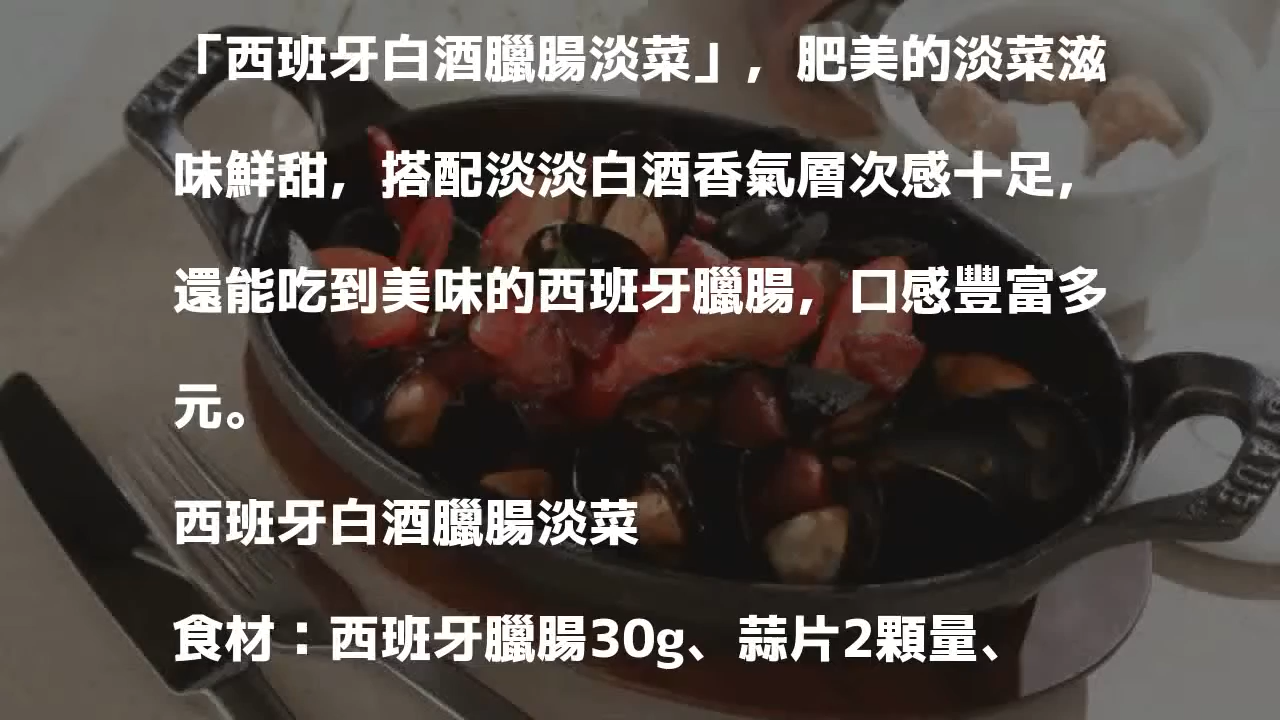 「西班牙白酒臘腸淡菜」，肥美的淡菜滋
味鮮甜，搭配淡淡白酒香氣層次感十足，
還能吃到美味的西班牙臘腸，口感豐富多
元。
西班牙白酒臘腸淡菜
食材：西班牙臘腸30g、蒜片2顆量、
STAUB